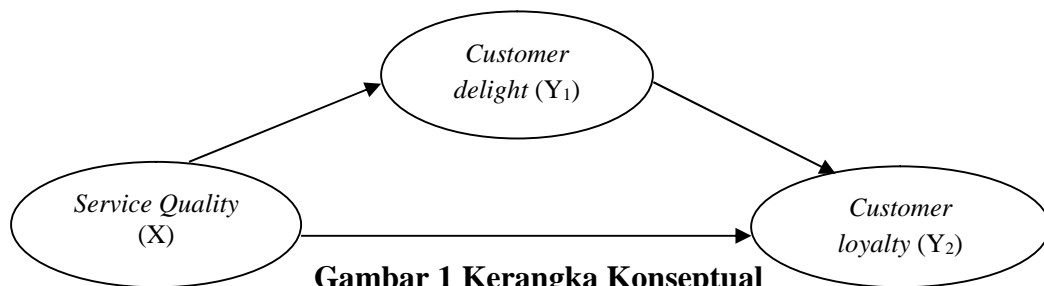 Customer
delight (Y₁)
Service Quality
(X)
Customer
loyalty (Y₂)
Gambar 1 Kerangka Konseptual